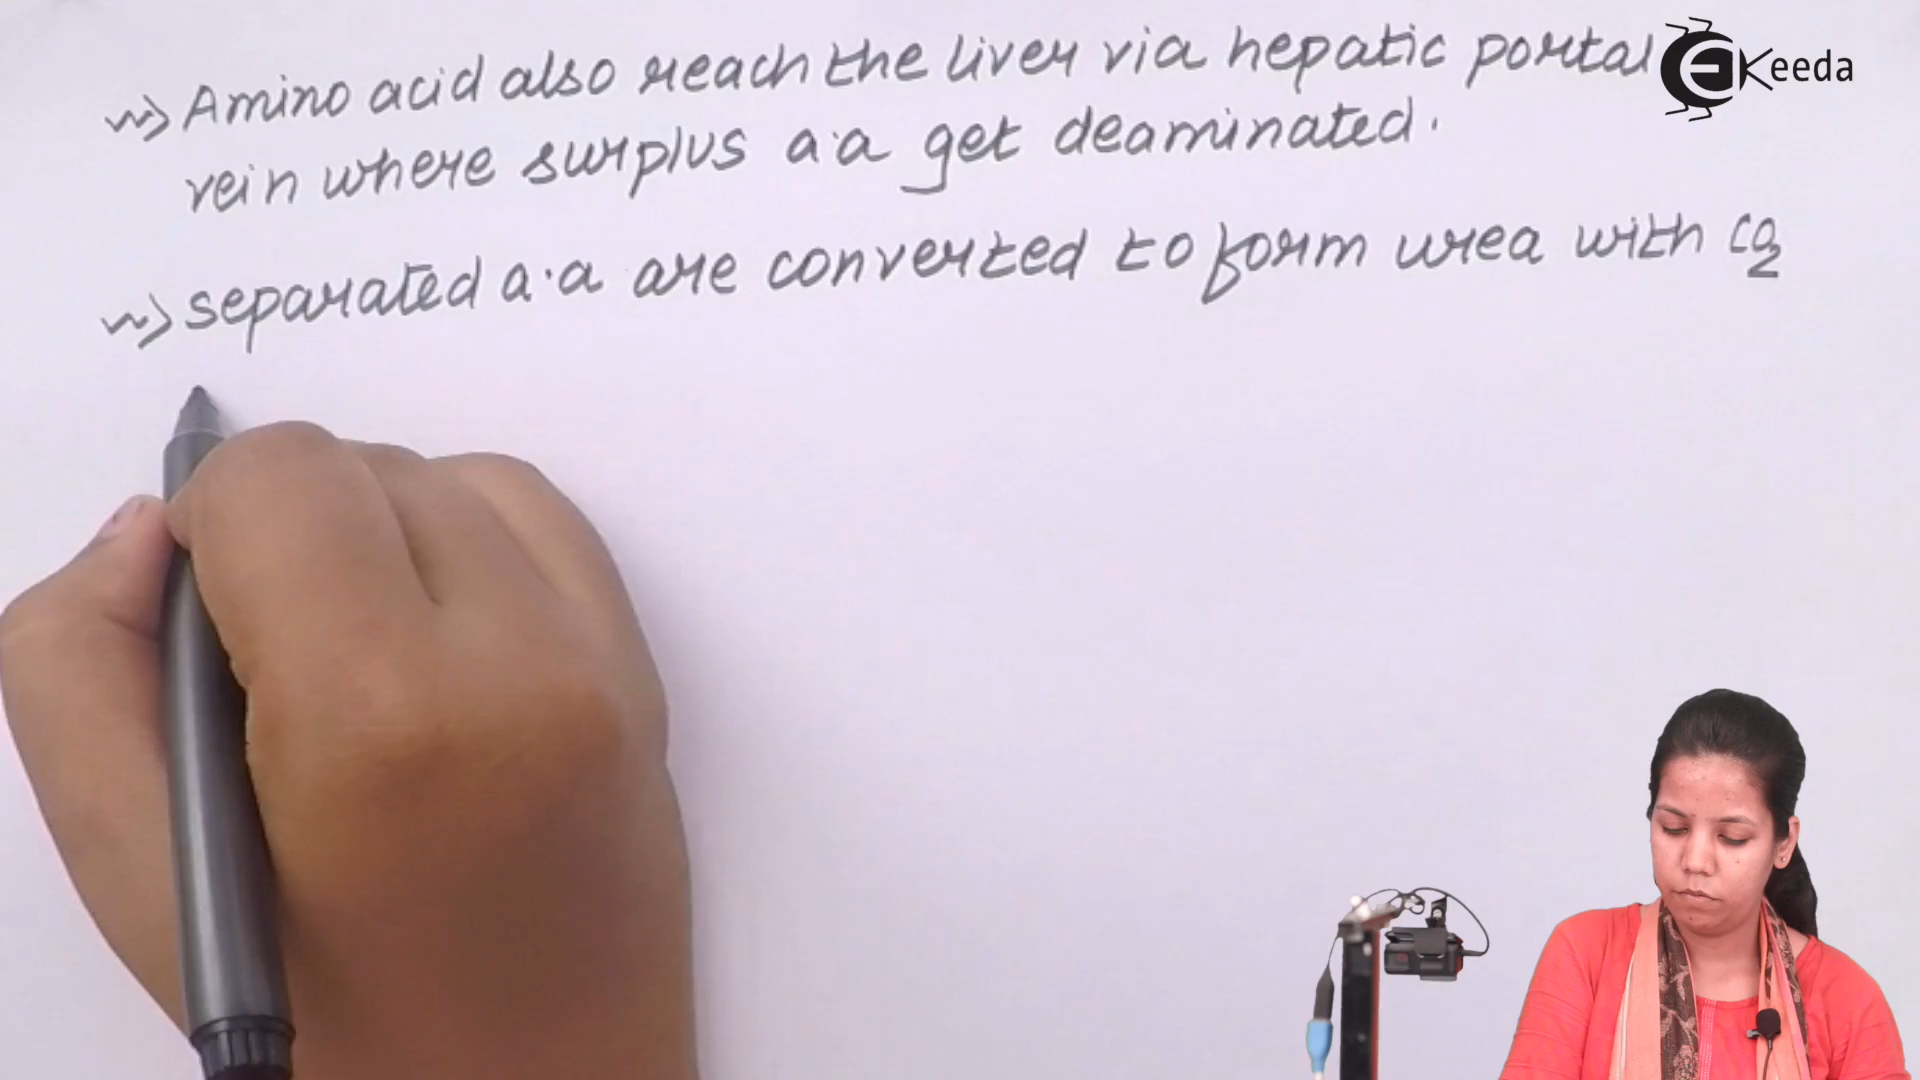 Amino acid also reach the liver via hepatic portal
vein where surplus a.a get deaminated.
separated a.a are converted to form urea with CO2
EKeeda